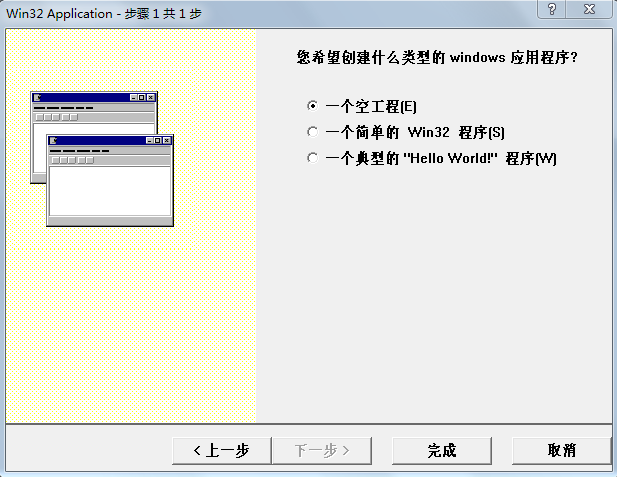 Win32 Application - 步骤 1 共 1 步
您希望创建什么类型的 windows 应用程序?
一个空工程(E)
一个简单的 Win32 程序(S)
一个典型的 "Hello World!" 程序(W)
< 上一步
下一步 >
完成
取消